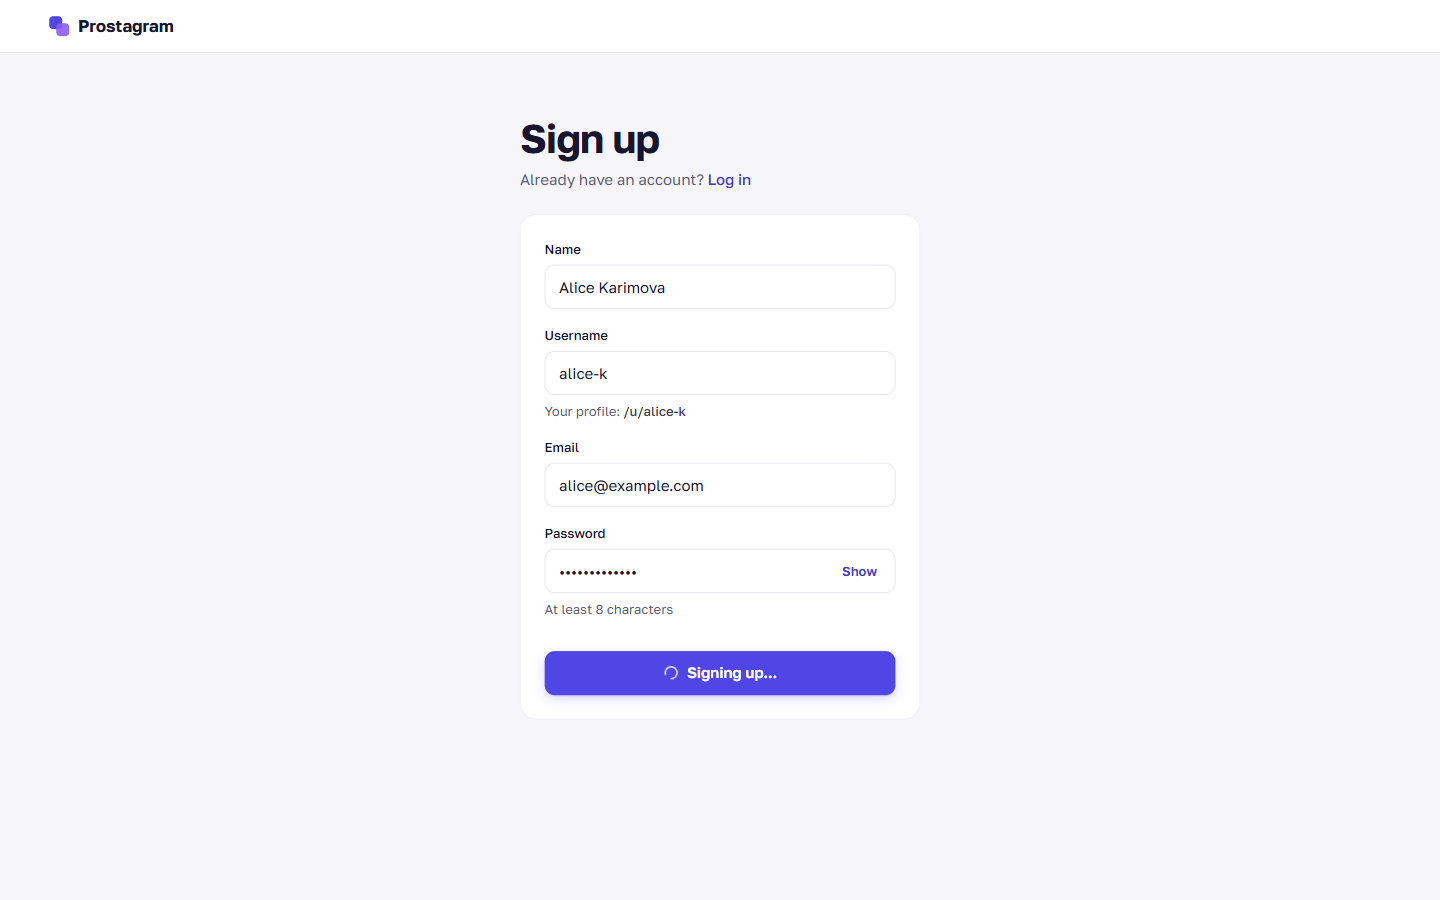 Prostagram
Sign up
Already have an account? Log in
Name
Alice Karimova
Username
alice-k
Your profile: /u/alice-k
Email
alice@example.com
Password
••••••••••••• Show
At least 8 characters
Signing up...